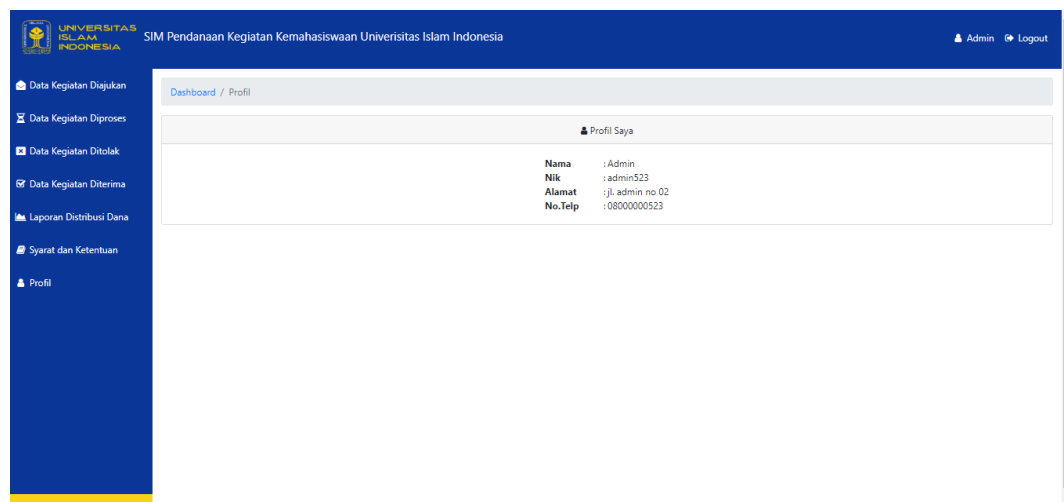 UNIVERSITAS
ISLAM
INDONESIA
SIM Pendanaan Kegiatan Kemahasiswaan Univerisitas Islam Indonesia
Admin Logout
Data Kegiatan Diajukan
Data Kegiatan Diproses
Data Kegiatan Ditolak
Data Kegiatan Diterima
Laporan Distribusi Dana
Syarat dan Ketentuan
Profil
Dashboard / Profil
Profil Saya
Nama : Admin
Nik : admin523
Alamat : jl. admin no 02
No.Telp : 08000000523